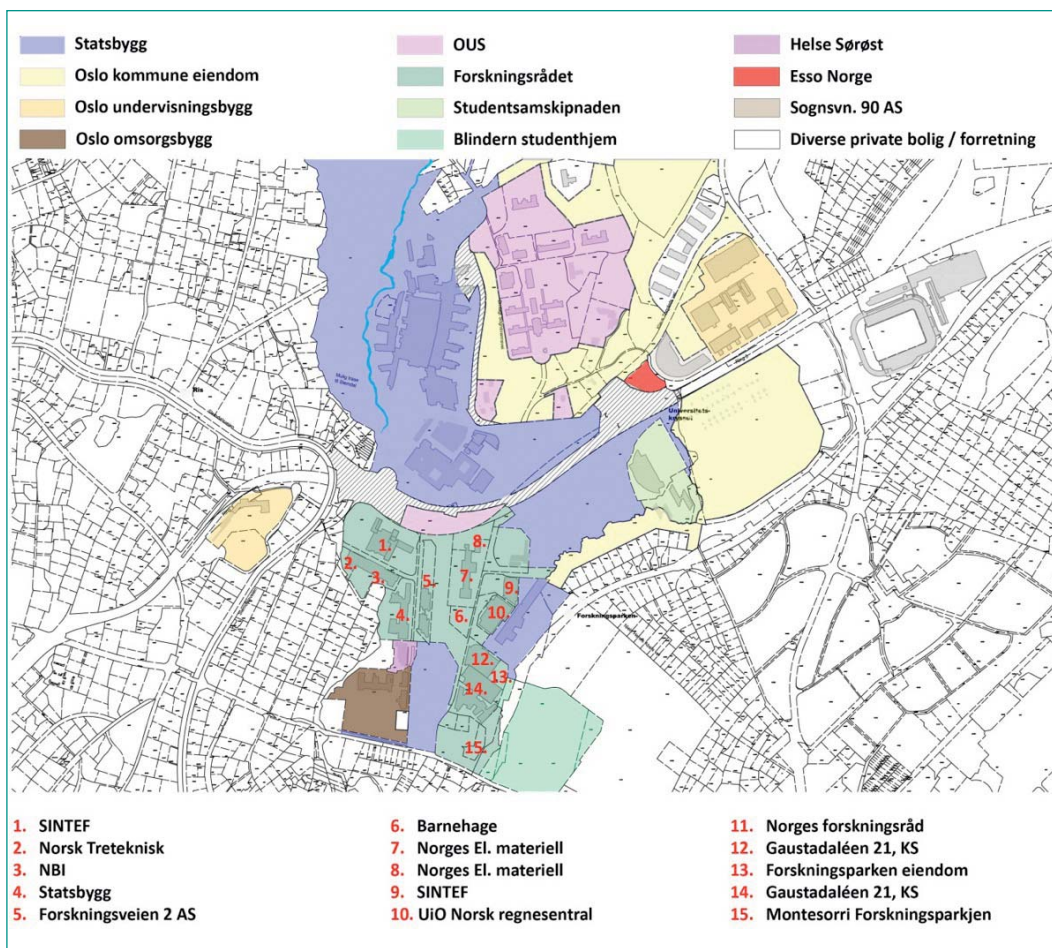 Statsbygg
Oslo kommune eiendom
Oslo undervisningsbygg
Oslo omsorgsbygg
OUS
Forskningsrådet
Studentsamskipnaden
Blindern studenthjem
Helse Sørøst
Esso Norge
Sognsvn. 90 AS
Diverse private bolig / forretning
Ris
Forskningsparken
1.
2.
3.
4.
5.
6.
7.
8.
9.
10.
12.
13.
14.
15.
1. SINTEF
2. Norsk Treteknisk
3. NBI
4. Statsbygg
5. Forskningsveien 2 AS
6. Barnehage
7. Norges El. materiell
8. Norges El. materiell
9. SINTEF
10. UiO Norsk regnesentral
11. Norges forskningsråd
12. Gaustadaléen 21, KS
13. Forskningsparken eiendom
14. Gaustadaléen 21, KS
15. Montesorri Forskningsparkjen